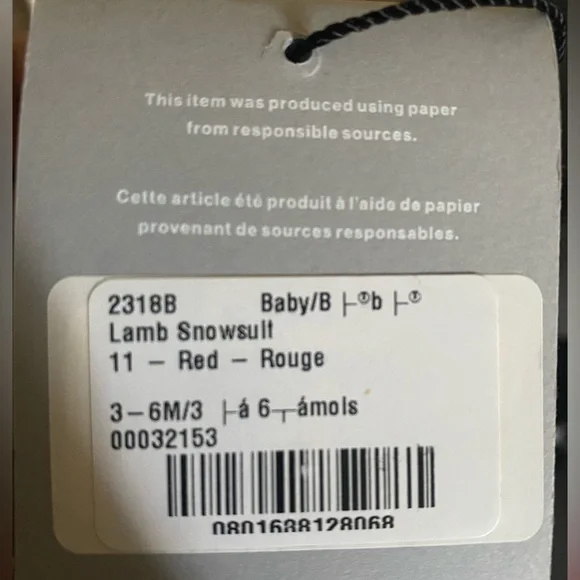 This item was produced using paper
from responsible sources.
Cette article été produit à l'aide de papier
provenant de sources responsables.
2318B Baby/B ├®b ├®
Lamb Snowsuit
11 – Red – Rouge
3–6M/3 ├á 6┬ámois
00032153
0801688128068